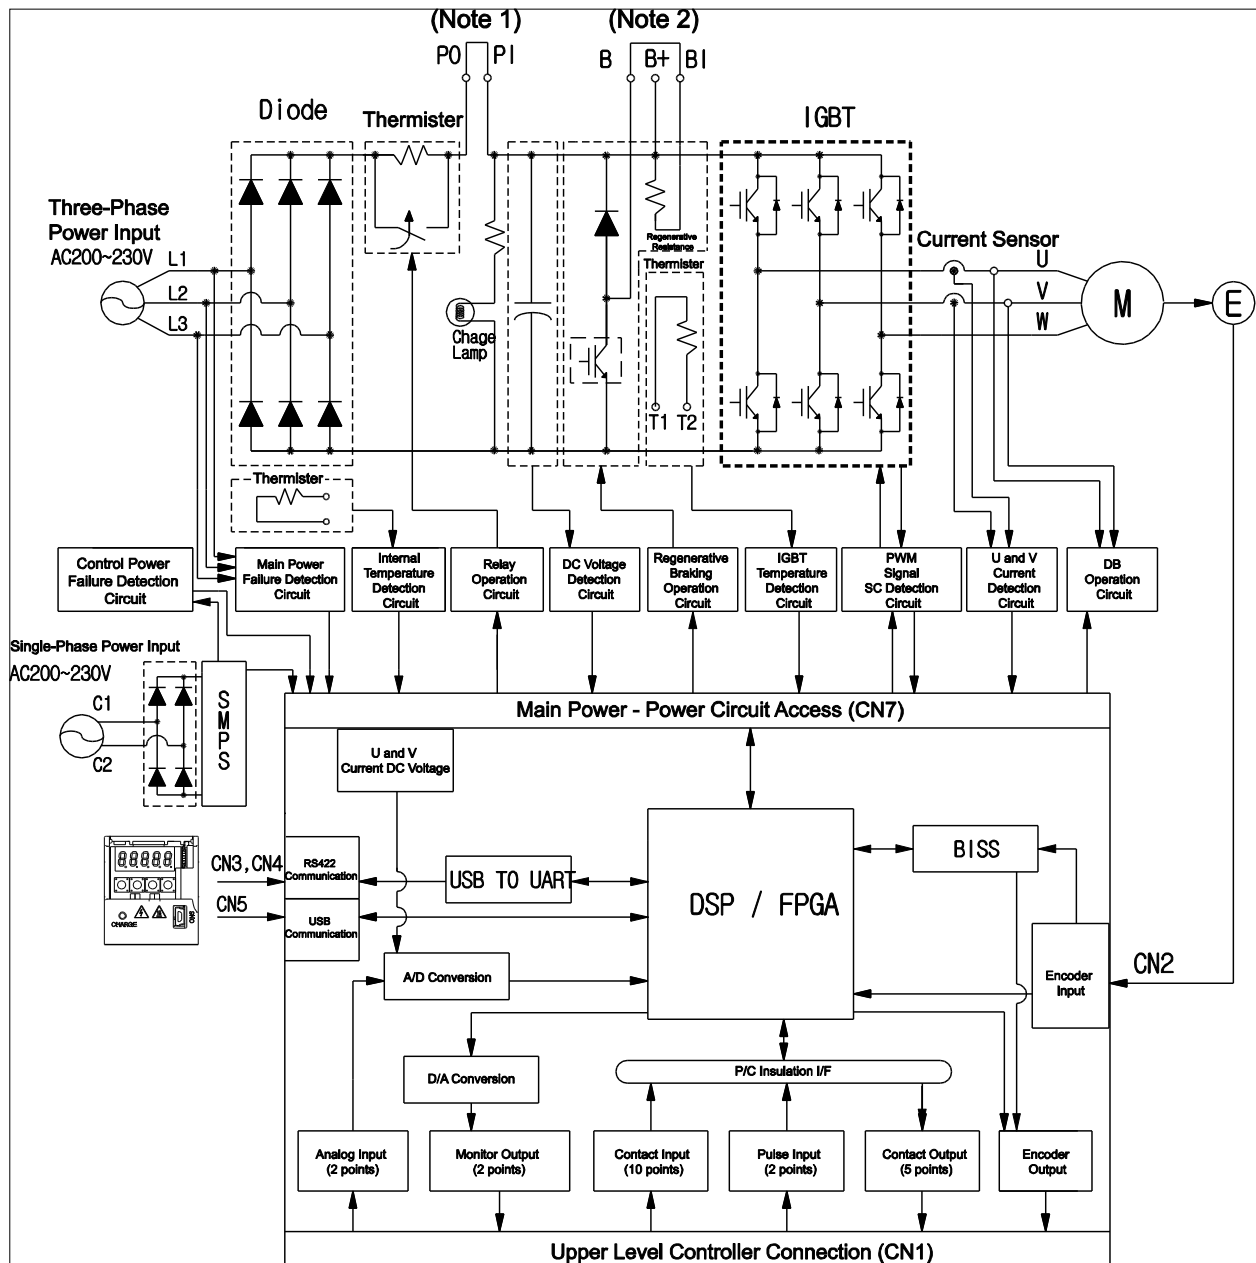 (Note 1)
(Note 2)
P0
PI
B
B+
BI
Diode
Thermister
IGBT
Three-Phase
Power Input
AC200~230V
L1
L2
L3
Chage
Lamp
Regenerative
Resistance
Thermister
T1
T2
Current Sensor
U
V
W
M
E
Thermister
Control Power
Failure Detection
Circuit
Main Power
Failure Detection
Circuit
Internal
Temperature
Detection
Circuit
Relay
Operation
Circuit
DC Voltage
Detection
Circuit
Regenerative
Braking
Operation
Circuit
IGBT
Temperature
Detection
Circuit
PWM
Signal
SC Detection
Circuit
U and V
Current
Detection
Circuit
DB
Operation
Circuit
Single-Phase Power Input
AC200~230V
C1
C2
SMPS
Main Power - Power Circuit Access (CN7)
U and V
Current DC Voltage
CN3,CN4
CN5
CHARGE
CN5
RS422
Communication
USB
Communication
USB TO UART
DSP / FPGA
BISS
A/D Conversion
Encoder
Input
CN2
D/A Conversion
P/C Insulation I/F
Analog Input
(2 points)
Monitor Output
(2 points)
Contact Input
(10 points)
Pulse Input
(2 points)
Contact Output
(5 points)
Encoder
Output
Upper Level Controller Connection (CN1)